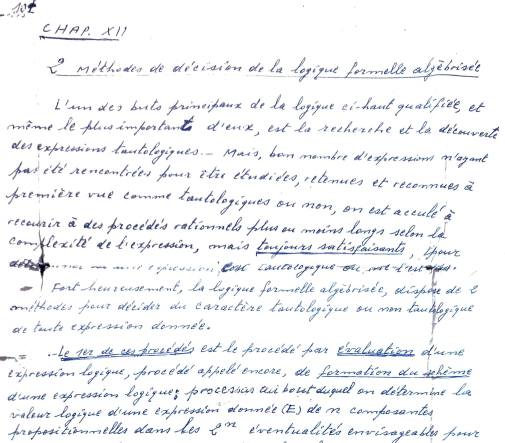 192
CHAP. XII
2 Méthodes de décision de la logique formelle algèbrisée
L'un des buts principaux de la logique ci-haut qualifiée, et
même le plus important d'eux, est la recherche et la découverte
des expressions tautologiques.- Mais, bon nombre d'expressions n'ayant
pas été rencontrées pour être étudiées, retenues et reconnues à
première vue comme tautologiques ou non, on est acculé à
recourir à des procédés rationnels plus ou moins longs selon la
complexité de l'expression, mais toujours satisfaisants, pour
si une expression est tautologique ou ne l'est pas.
- Fort heureusement, la logique formelle algèbrisée, dispose de 2
méthodes pour décider du caractère tautologique ou non tautologique
de toute expression donnée.
- Le 1er de ces procédés est le procédé par évaluation d'une
expression logique, procédé appelé encore, de formation du schème
d'une expression logique; processus au bout duquel on détermine la
valeur logique d'une expression donnée (E) de n composantes
propositionnelles dans les 2ⁿ éventualités envisageables pour